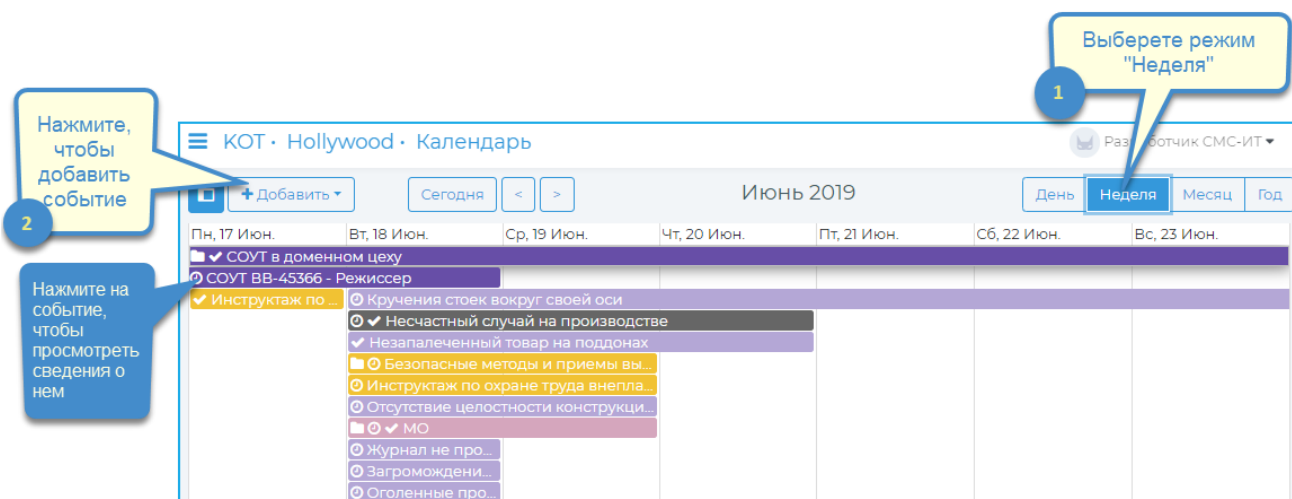 Выберете режим
"Неделя"
1
Нажмите,
чтобы
добавить
событие
2
КОТ · Hollywood · Календарь
Разработчик СМС-ИТ
Добавить
Сегодня
<
>
Июнь 2019
День
Неделя
Месяц
Год
Пн, 17 Июн.
Вт, 18 Июн.
Ср, 19 Июн.
Чт, 20 Июн.
Пт, 21 Июн.
Сб, 22 Июн.
Вс, 23 Июн.
СОУТ в доменном цеху
СОУТ ВВ-45366 - Режиссер
Нажмите на
событие,
чтобы
просмотреть
сведения о
нем
Инструктаж по ...
Кручения стоек вокруг своей оси
Несчастный случай на производстве
Незапалеченный товар на поддонах
Безопасные методы и приемы вы...
Инструктаж по охране труда внепла...
Отсутствие целостности конструкци...
МО
Журнал не про...
Загромождени...
Оголенные про...